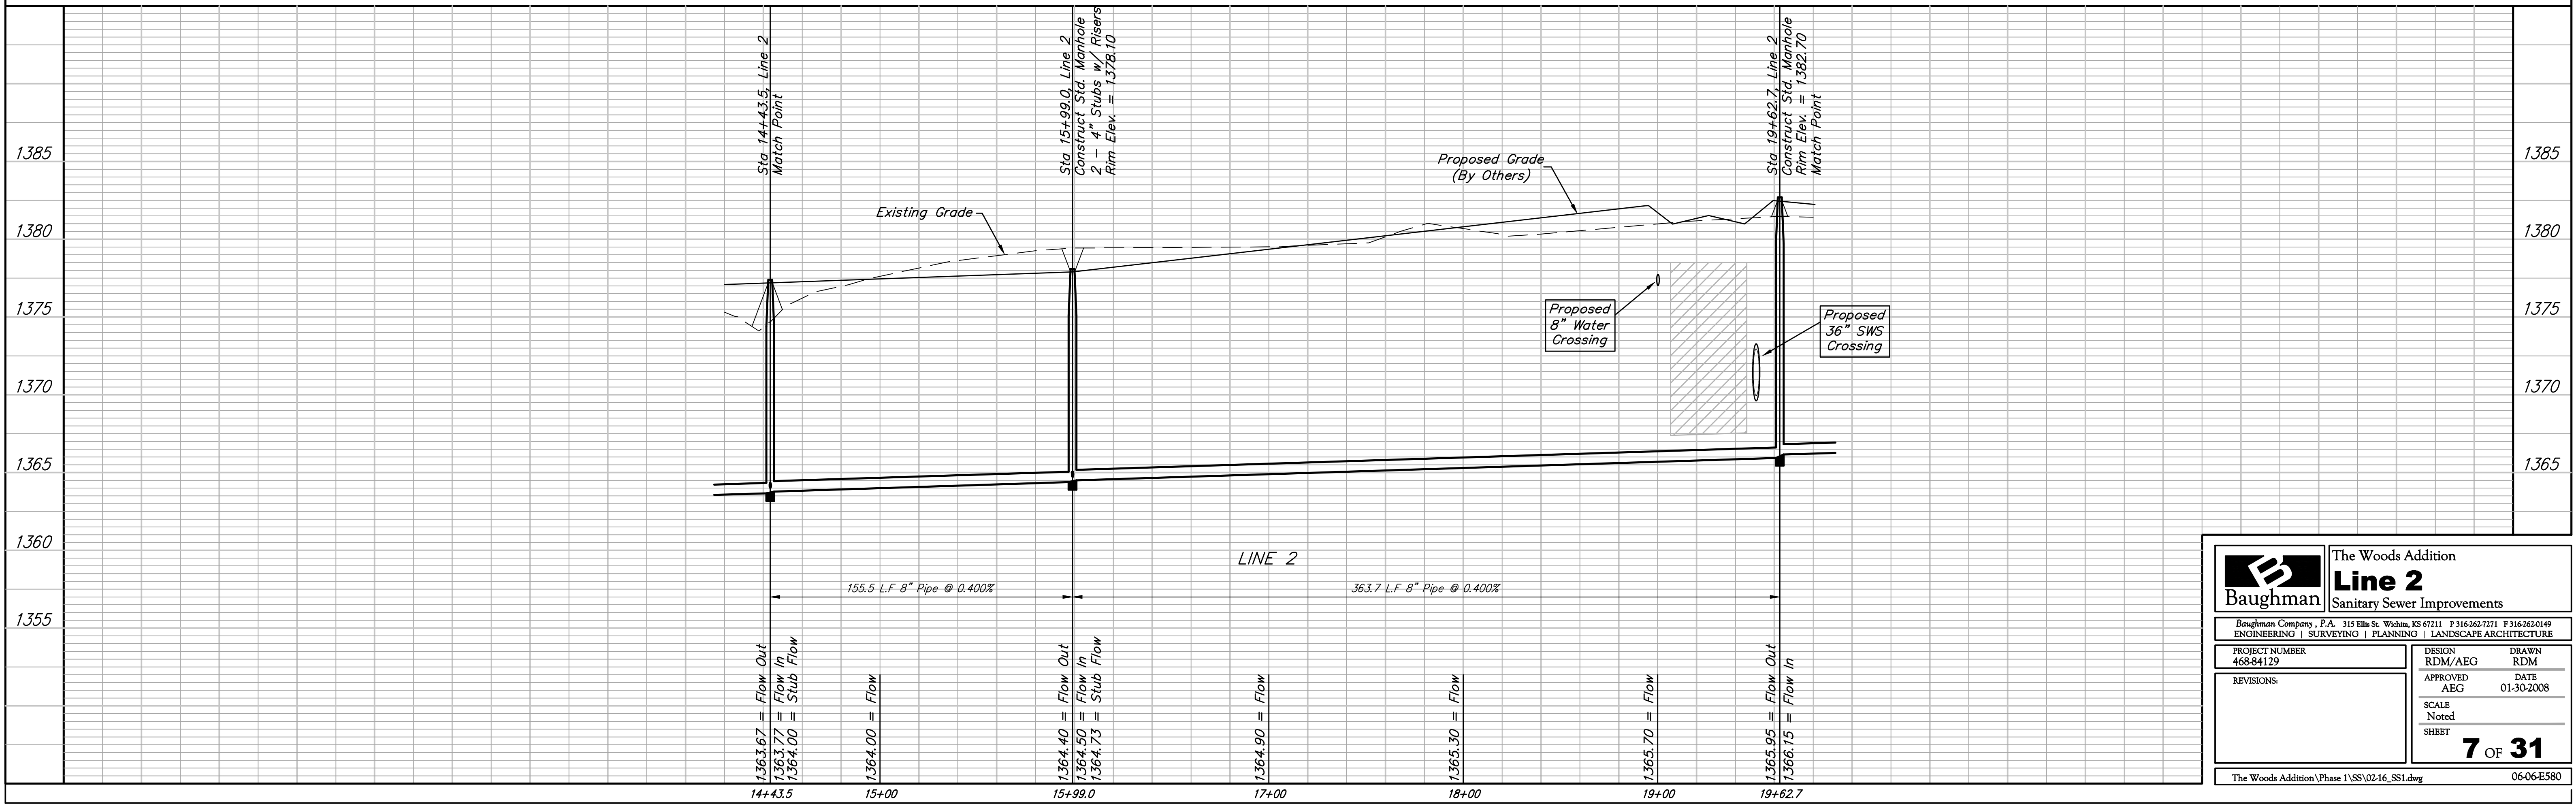 Sta 14+43.5, Line 2
Match Point
Sta 15+99.0, Line 2
Construct Std. Manhole
2 - 4" Stubs w/ Risers
Rim Elev. = 1378.10
Sta 19+62.7, Line 2
Construct Std. Manhole
Rim Elev. = 1382.70
Match Point
1385
1380
1375
1370
1365
1360
1355
1385
1380
1375
1370
1365
Existing Grade
Proposed Grade
(By Others)
Proposed
8" Water
Crossing
Proposed
36" SWS
Crossing
LINE 2
155.5 L.F 8" Pipe @ 0.400%
363.7 L.F 8" Pipe @ 0.400%
1363.67 = Flow Out
1363.77 = Flow In
1364.00 = Stub Flow
1364.00 = Flow
1364.40 = Flow Out
1364.50 = Flow In
1364.73 = Stub Flow
1364.90 = Flow
1365.30 = Flow
1365.70 = Flow
1365.95 = Flow Out
1366.15 = Flow In
14+43.5
15+00
15+99.0
17+00
18+00
19+00
19+62.7
B
Baughman
The Woods Addition
Line 2
Sanitary Sewer Improvements
Baughman Company, P.A. 315 Ellis St. Wichita, KS 67211 P 316-262-7271 F 316-262-0149
ENGINEERING | SURVEYING | PLANNING | LANDSCAPE ARCHITECTURE
PROJECT NUMBER
468-84129
REVISIONS:
DESIGN
RDM/AEG
DRAWN
RDM
APPROVED
AEG
DATE
01-30-2008
SCALE
Noted
SHEET
7 OF 31
The Woods Addition\Phase 1\SS\02-16_SS1.dwg
06-06-E580